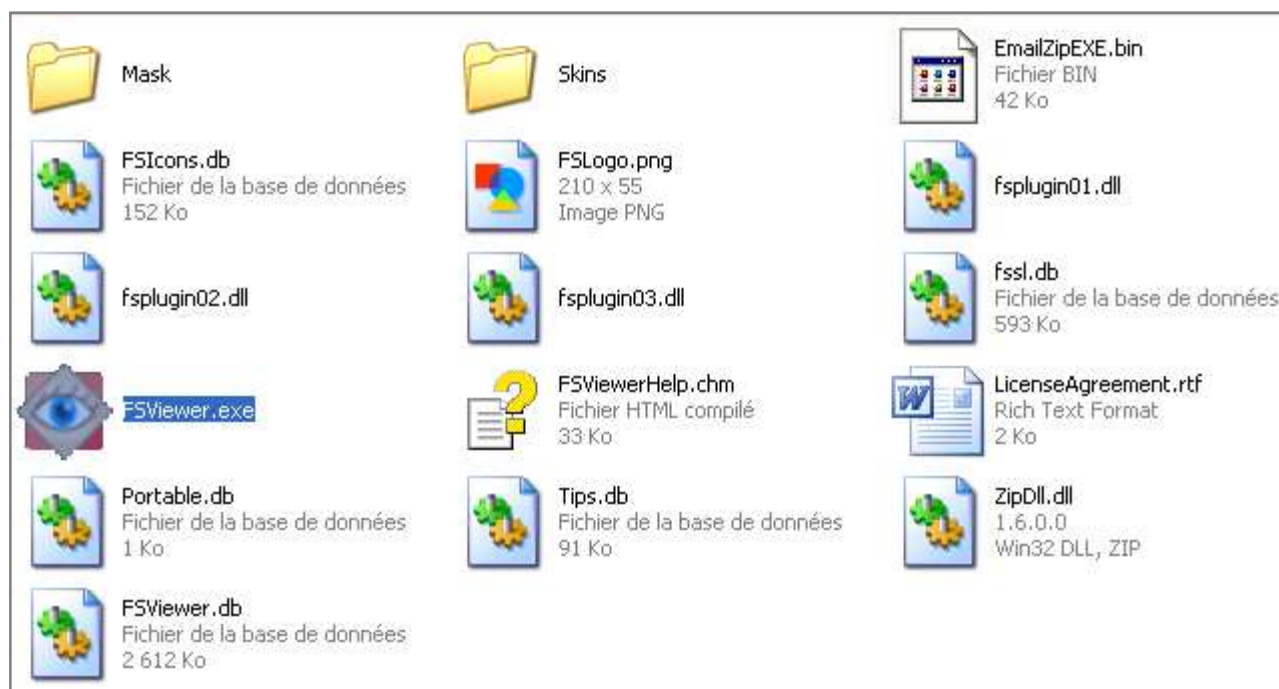 Mask
Skins
EmailZipEXE.bin
Fichier BIN
42 Ko
FSIcons.db
Fichier de la base de données
152 Ko
FSLogo.png
210 x 55
Image PNG
fsplugin01.dll
fsplugin02.dll
fsplugin03.dll
fssl.db
Fichier de la base de données
593 Ko
FSViewer.exe
FSViewerHelp.chm
Fichier HTML compilé
33 Ko
LicenseAgreement.rtf
Rich Text Format
2 Ko
Portable.db
Fichier de la base de données
1 Ko
Tips.db
Fichier de la base de données
91 Ko
ZipDll.dll
1.6.0.0
Win32 DLL, ZIP
FSViewer.db
Fichier de la base de données
2 612 Ko